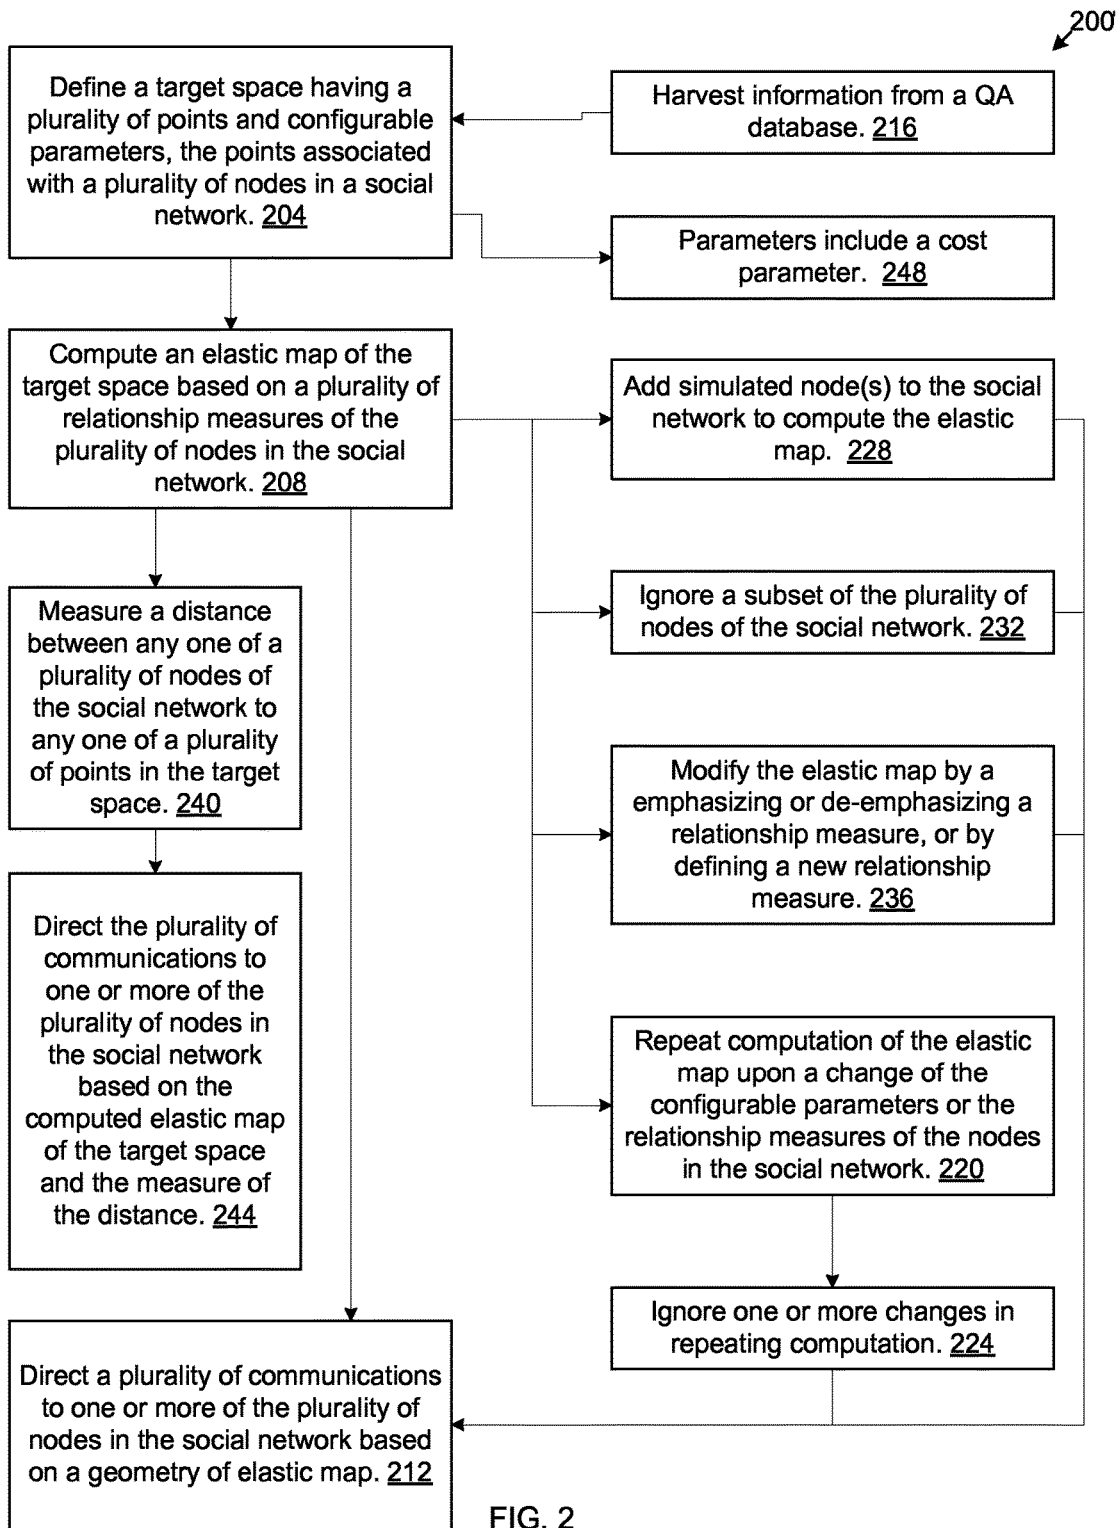 200
Define a target space having a
plurality of points and configurable
parameters, the points associated
with a plurality of nodes in a social
network. 204
Harvest information from a QA
database. 216
Parameters include a cost
parameter. 248
Compute an elastic map of the
target space based on a plurality of
relationship measures of the
plurality of nodes in the social
network. 208
Add simulated node(s) to the social
network to compute the elastic
map. 228
Ignore a subset of the plurality of
nodes of the social network. 232
Measure a distance
between any one of a
plurality of nodes of
the social network to
any one of a plurality
of points in the target
space. 240
Modify the elastic map by a
emphasizing or de-emphasizing a
relationship measure, or by
defining a new relationship
measure. 236
Direct the plurality of
communications to
one or more of the
plurality of nodes in
the social network
based on the
computed elastic map
of the target space
and the measure of
the distance. 244
Repeat computation of the elastic
map upon a change of the
configurable parameters or the
relationship measures of the nodes
in the social network. 220
Ignore one or more changes in
repeating computation. 224
Direct a plurality of communications
to one or more of the plurality of
nodes in the social network based
on a geometry of elastic map. 212
FIG. 2